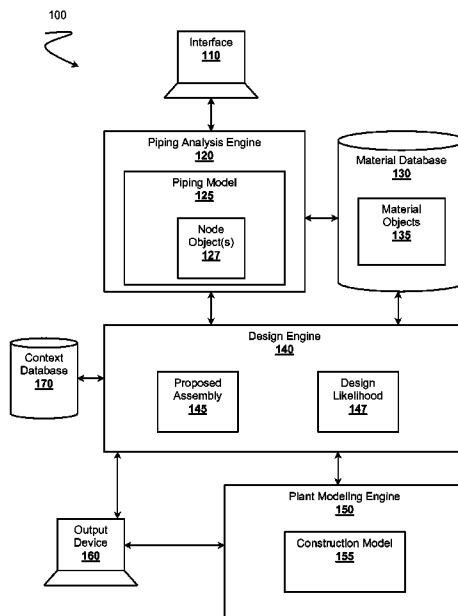 100
Interface
110
Piping Analysis Engine
120
Piping Model
125
Node
Object(s)
127
Material Database
130
Material
Objects
135
Design Engine
140
Context
Database
170
Proposed
Assembly
145
Design
Likelihood
147
Plant Modeling Engine
150
Output
Device
160
Construction Model
155